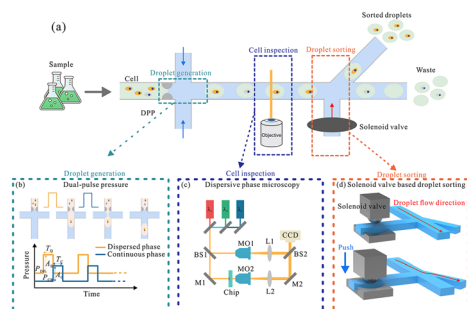 (a)
Sample
Cell
Droplet generation
DPP
Cell inspection
Objective
Droplet sorting
Sorted droplets
Waste
Solenoid valve
Droplet generation
(b) Dual-pulse pressure
Dispersed phase
Continuous phase
Pressure
Time
Cell inspection
(c) Dispersive phase microscopy
CCD
MO1
L1
BS1
BS2
MO2
M1
Chip
L2
M2
Droplet sorting
(d) Solenoid valve based droplet sorting
Solenoid valve
Droplet flow direction
Push